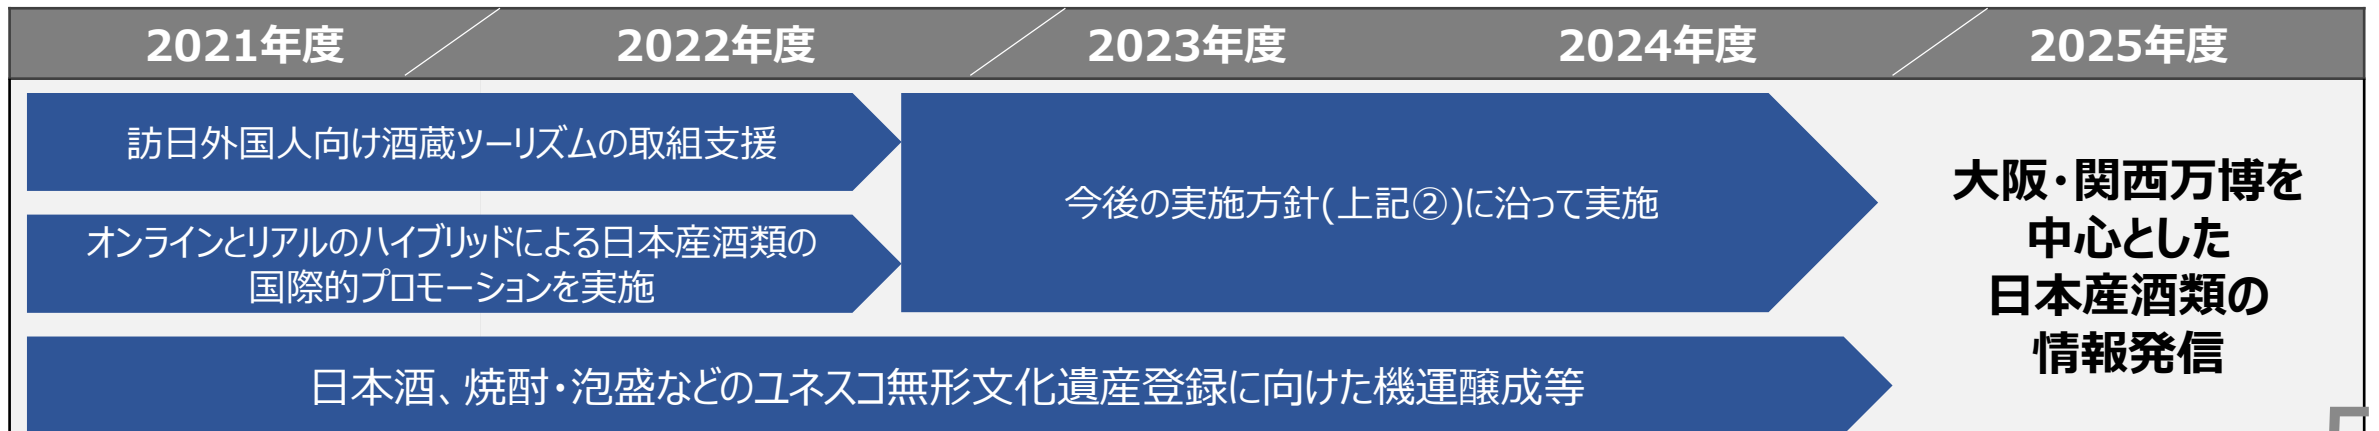 2021年度 2022年度 2023年度 2024年度 2025年度
訪日外国人向け酒蔵ツーリズムの取組支援
オンラインとリアルのハイブリッドによる日本産酒類の
国際的プロモーションを実施
今後の実施方針(上記②)に沿って実施
日本酒、焼酎・泡盛などのユネスコ無形文化遺産登録に向けた機運醸成等
大阪・関西万博を
中心とした
日本産酒類の
情報発信